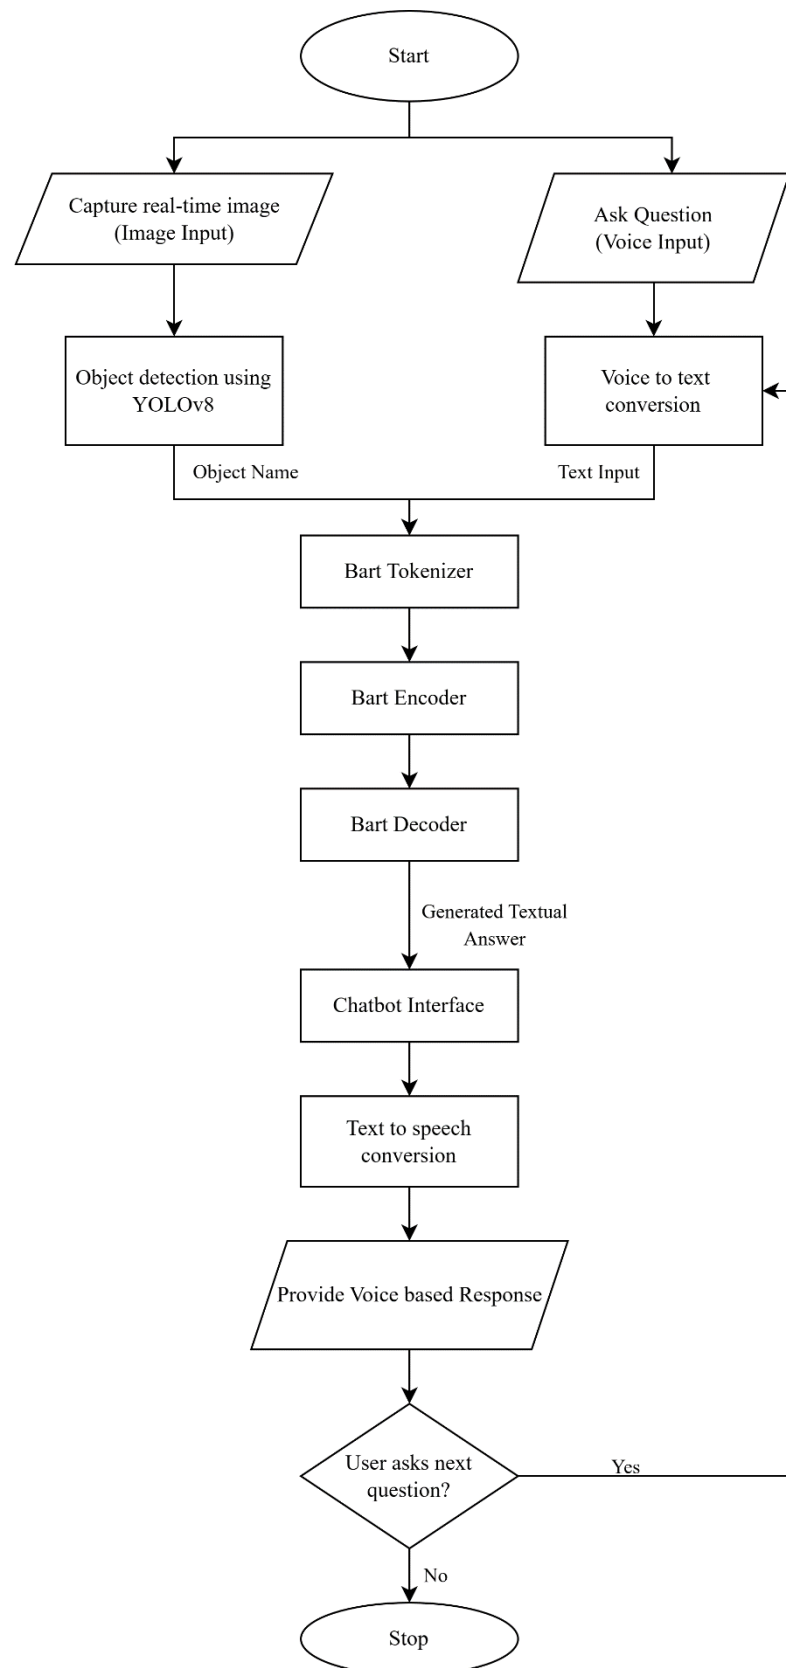 Start
Capture real-time image
(Image Input)
Ask Question
(Voice Input)
Object detection using
YOLOv8
Voice to text
conversion
Object Name
Text Input
Bart Tokenizer
Bart Encoder
Bart Decoder
Generated Textual
Answer
Chatbot Interface
Text to speech
conversion
Provide Voice based Response
User asks next
question?
Yes
No
Stop